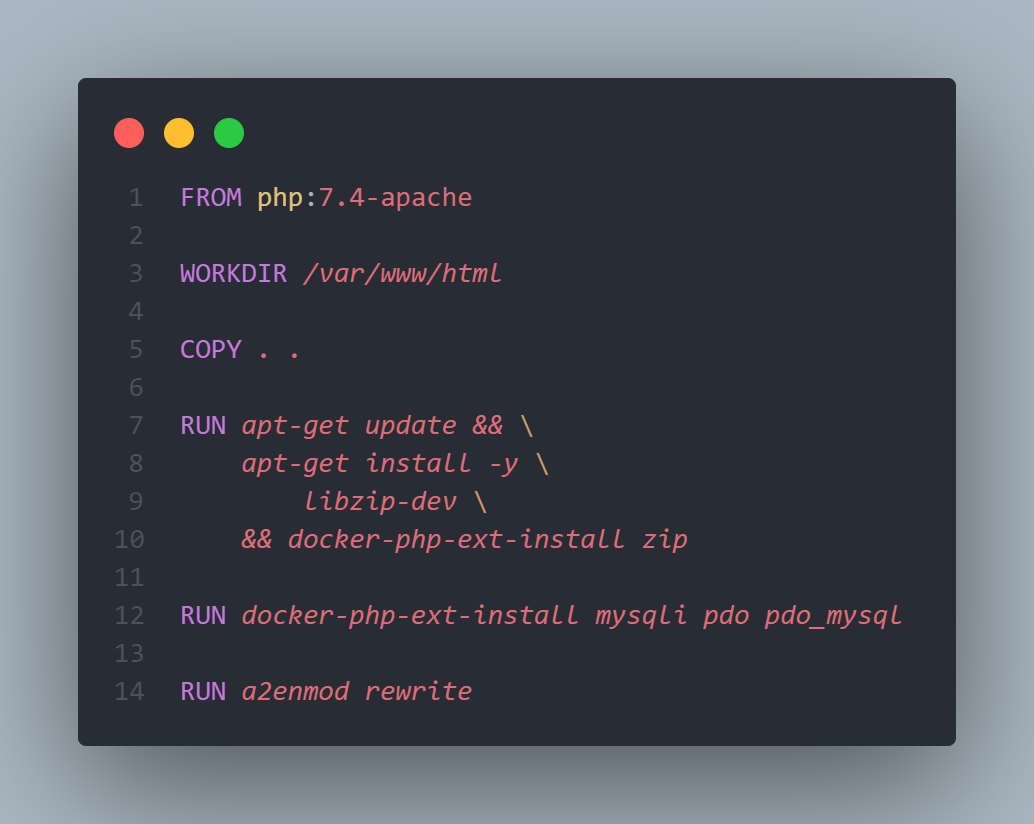 1 FROM php:7.4-apache
2
3 WORKDIR /var/www/html
4
5 COPY . .
6
7 RUN apt-get update && \
8     apt-get install -y \
9         libzip-dev \
10     && docker-php-ext-install zip
11
12 RUN docker-php-ext-install mysqli pdo pdo_mysql
13
14 RUN a2enmod rewrite